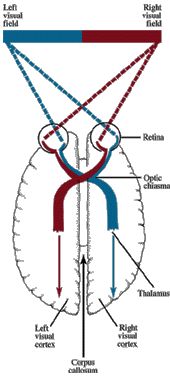 Left
visual
field
Right
visual
field
Retina
Optic
chiasma
Thalamus
Left
visual
cortex
Right
visual
cortex
Corpus
callosum